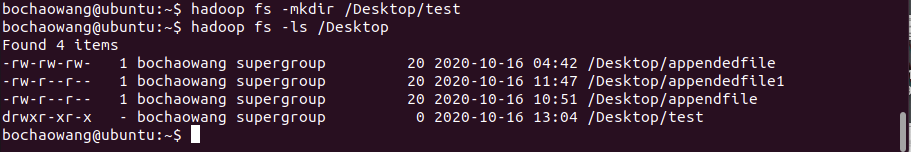 bochaowang@ubuntu:~$ hadoop fs -mkdir /Desktop/test
bochaowang@ubuntu:~$ hadoop fs -ls /Desktop
Found 4 items
-rw-rw-rw-   1 bochaowang supergroup         20 2020-10-16 04:42 /Desktop/appendedfile
-rw-r--r--   1 bochaowang supergroup         20 2020-10-16 11:47 /Desktop/appendedfile1
-rw-r--r--   1 bochaowang supergroup         20 2020-10-16 10:51 /Desktop/appendfile
drwxr-xr-x   - bochaowang supergroup          0 2020-10-16 13:04 /Desktop/test
bochaowang@ubuntu:~$